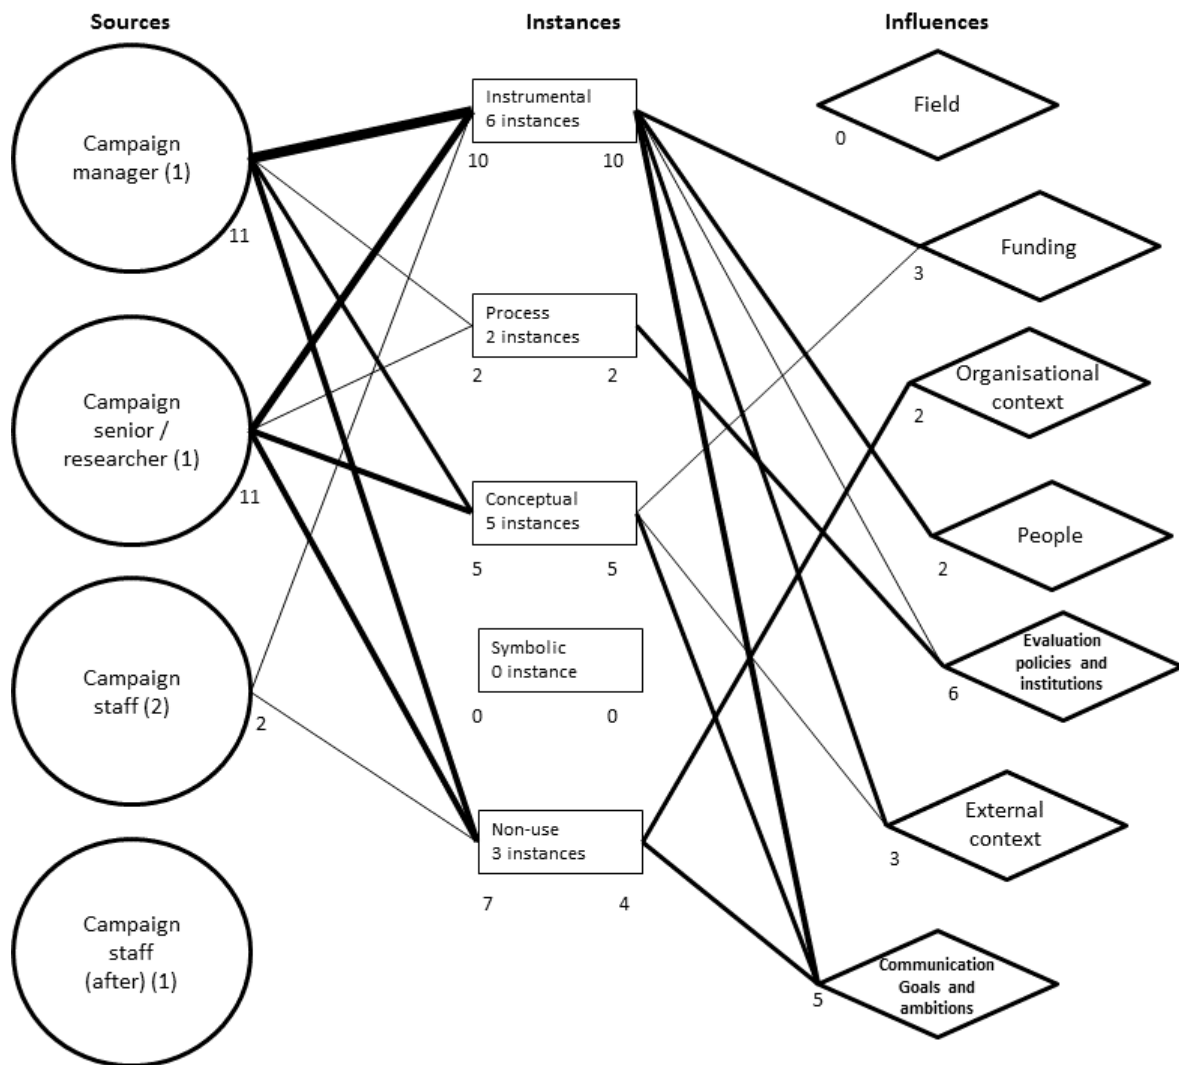 Sources
Instances
Influences
Campaign
manager (1)
11
Campaign
senior /
researcher (1)
11
Campaign
staff (2)
2
Campaign
staff
(after) (1)
Instrumental
6 instances
10
10
Process
2 instances
2
2
Conceptual
5 instances
5
5
Symbolic
0 instance
0
0
Non-use
3 instances
7
4
Field
0
Funding
3
Organisational
context
2
People
2
Evaluation
policies and
institutions
6
External
context
3
Communication
Goals and
ambitions
5